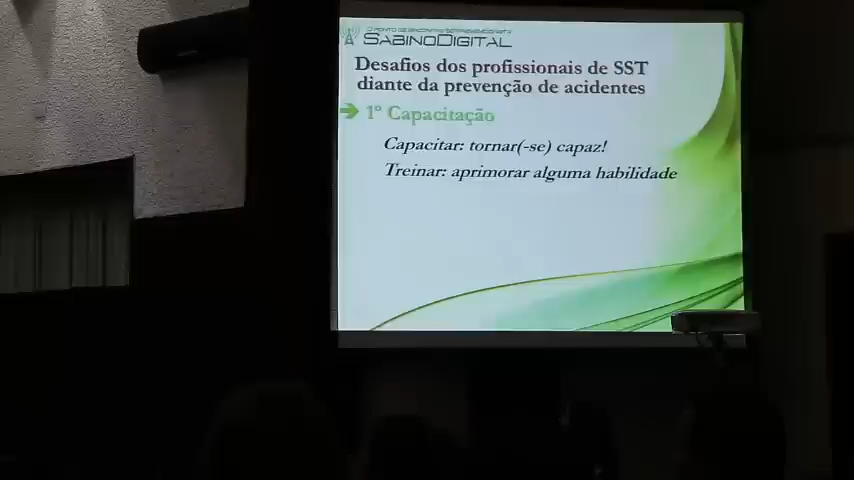 SABINODIGITAL
Desafios dos profissionais de SST
diante da prevenção de acidentes
1º Capacitação
Capacitar: tornar(-se) capaz!
Treinar: aprimorar alguma habilidade